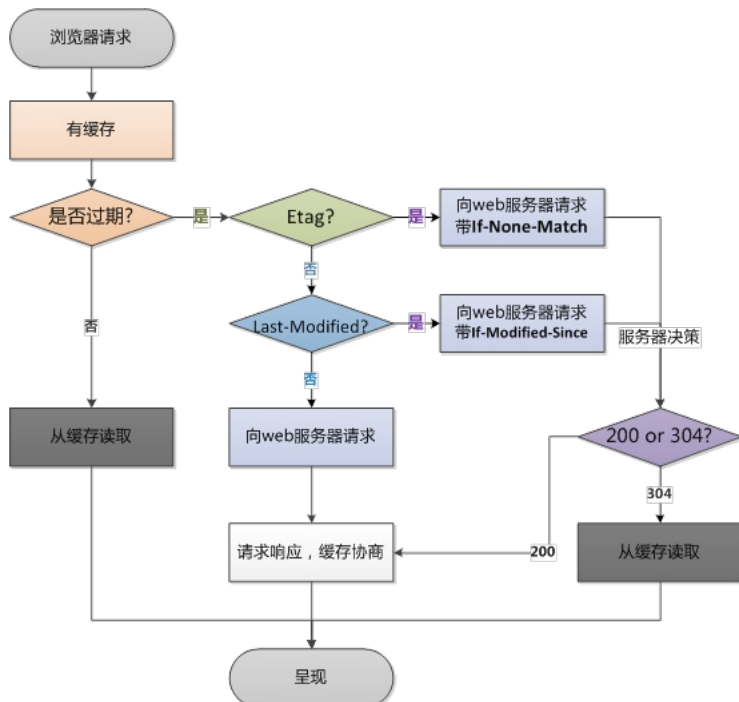 浏览器请求
有缓存
是否过期?
是
Etag?
是
向web服务器请求
带If-None-Match
否
否
Last-Modified?
是
向web服务器请求
带If-Modified-Since
服务器决策
否
从缓存读取
向web服务器请求
200 or 304?
304
请求响应，缓存协商
200
从缓存读取
呈现